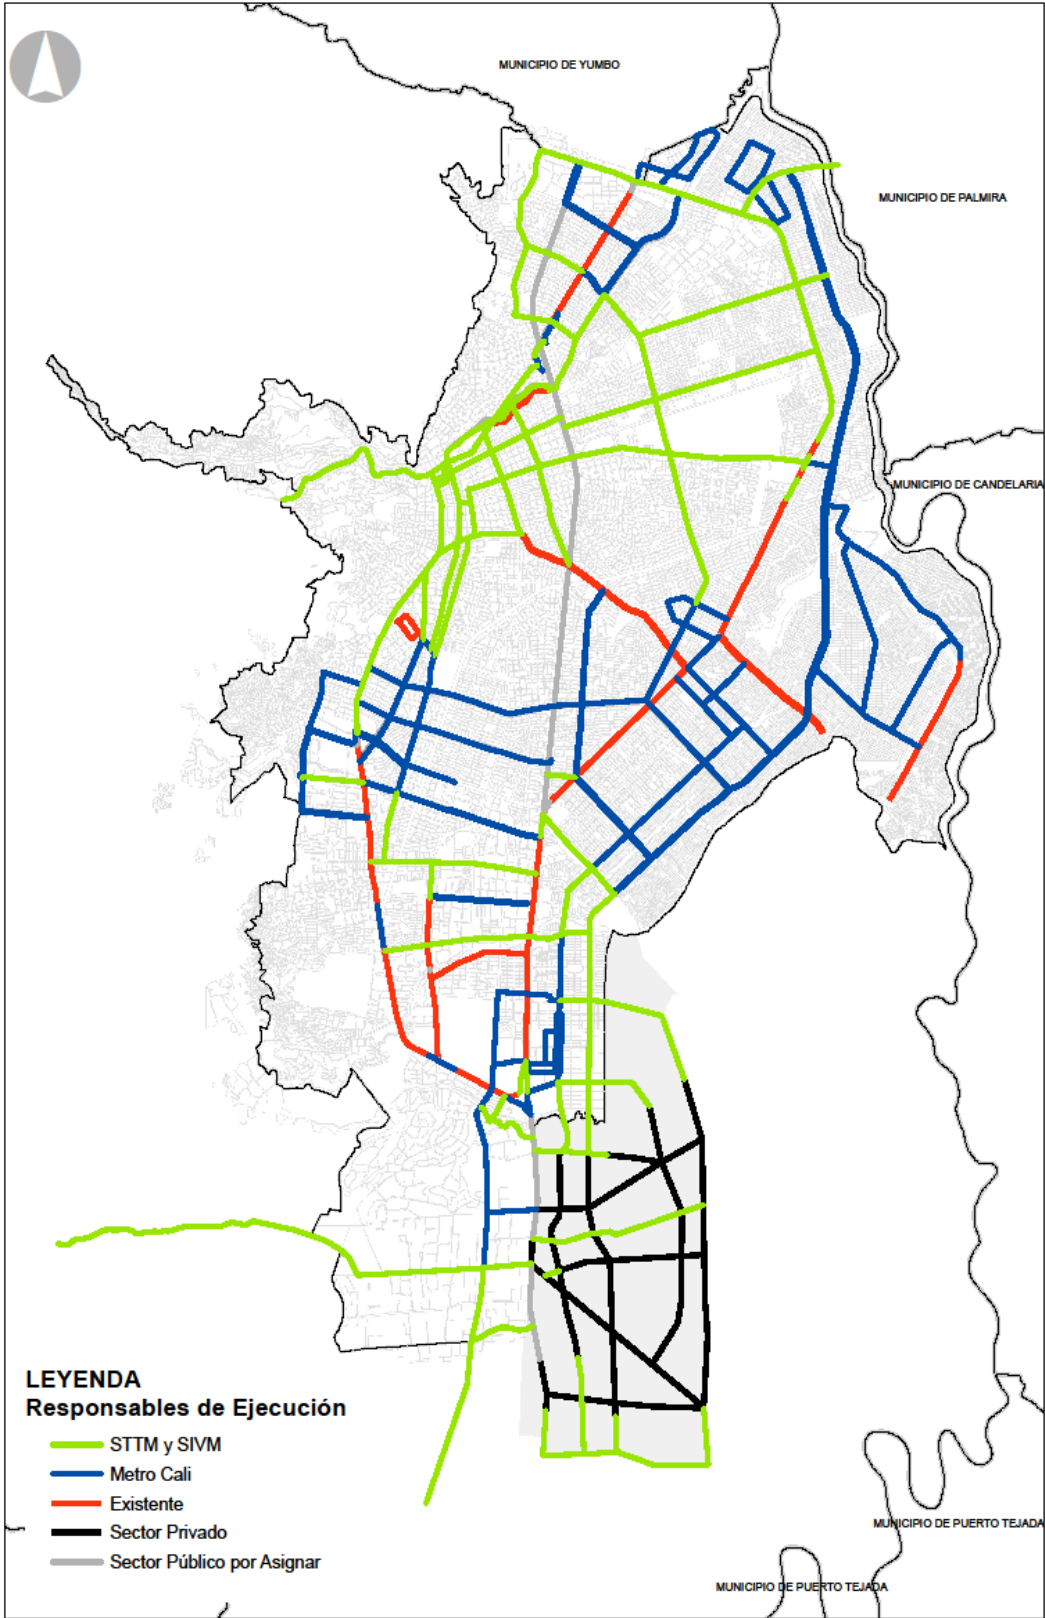 MUNICIPIO DE YUMBO
MUNICIPIO DE PALMIRA
MUNICIPIO DE CANDELARIA
LEYENDA
Responsables de Ejecución
STTM y SIVM
Metro Cali
Existente
Sector Privado
Sector Público por Asignar
MUNICIPIO DE PUERTO TEJADA
MUNICIPIO DE PUERTO TEJADA